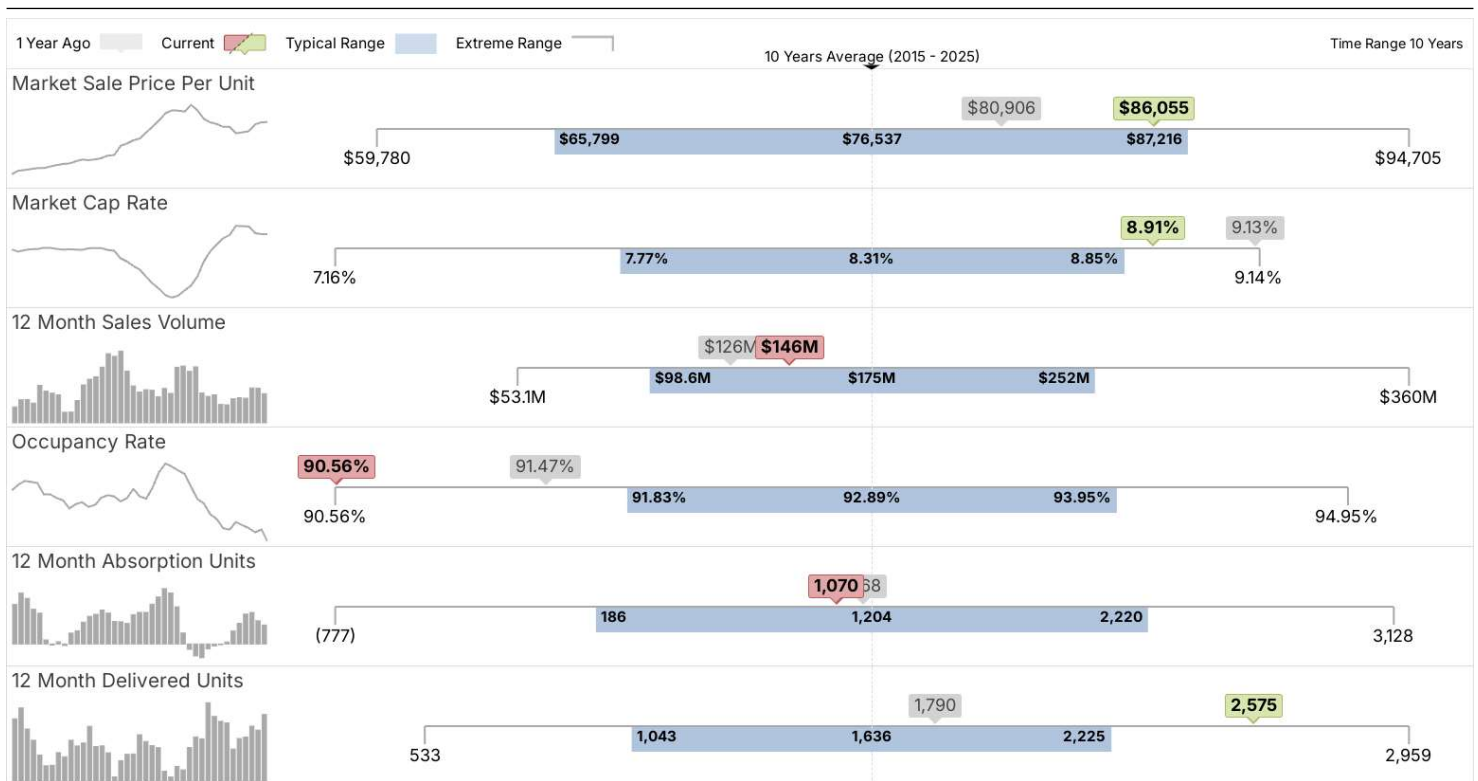 1 Year Ago Current Typical Range Extreme Range Time Range 10 Years
10 Years Average (2015 - 2025)
Market Sale Price Per Unit
$80,906 $86,055
$65,799 $76,537 $87,216
$59,780 $94,705
Market Cap Rate
8.91% 9.13%
7.77% 8.31% 8.85%
7.16% 9.14%
12 Month Sales Volume
$126M $146M
$98.6M $175M $252M
$53.1M $360M
Occupancy Rate
90.56% 91.47%
91.83% 92.89% 93.95%
90.56% 94.95%
12 Month Absorption Units
1,070
186 1,204 2,220
(777) 3,128
12 Month Delivered Units
1,790 2,575
1,043 1,636 2,225
533 2,959